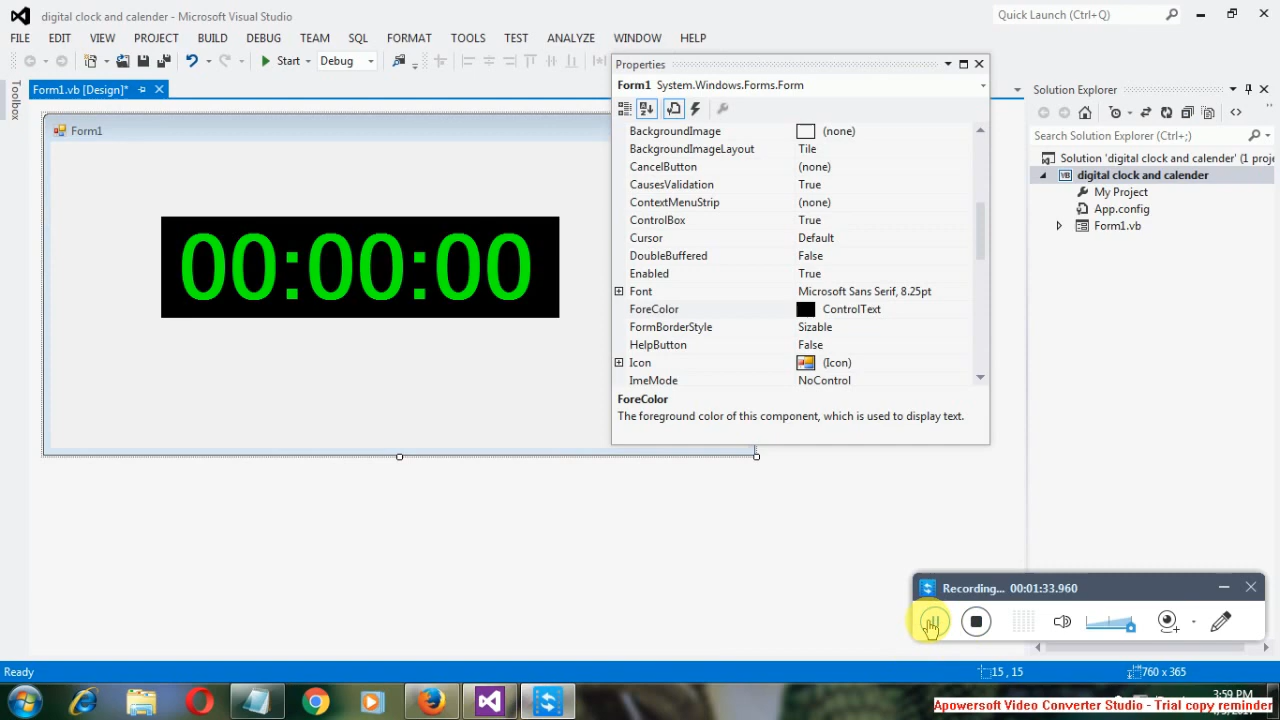 digital clock and calender - Microsoft Visual Studio
Quick Launch (Ctrl+Q)
FILE EDIT VIEW PROJECT BUILD DEBUG TEAM SQL FORMAT TOOLS TEST ANALYZE WINDOW HELP
Start Debug
Toolbox
Form1.vb [Design]*
Form1
00:00:00
Properties
Form1 System.Windows.Forms.Form
BackgroundImage (none)
BackgroundImageLayout Tile
CancelButton (none)
CausesValidation True
ContextMenuStrip (none)
ControlBox True
Cursor Default
DoubleBuffered False
Enabled True
Font Microsoft Sans Serif, 8.25pt
ForeColor ControlText
FormBorderStyle Sizable
HelpButton False
Icon (Icon)
ImeMode NoControl
ForeColor
The foreground color of this component, which is used to display text.
Solution Explorer
Search Solution Explorer (Ctrl+;)
Solution 'digital clock and calender' (1 proje
digital clock and calender
My Project
App.config
Form1.vb
Recording... 00:01:33.960
Ready
15 , 15
760 x 365
3:59 PM
Apowersoft Video Converter Studio - Trial copy reminder